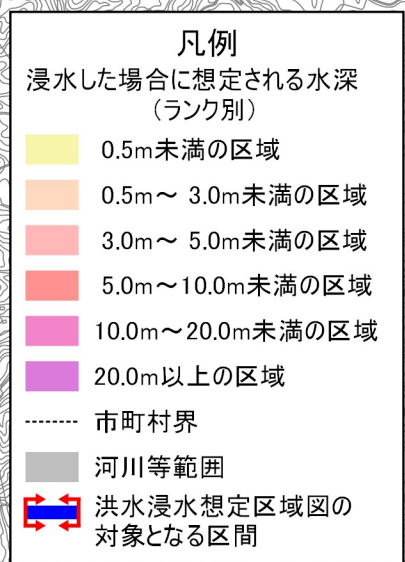 凡例
浸水した場合に想定される水深
（ランク別）
0.5m未満の区域
0.5m～ 3.0m未満の区域
3.0m～ 5.0m未満の区域
5.0m～10.0m未満の区域
10.0m～20.0m未満の区域
20.0m以上の区域
市町村界
河川等範囲
洪水浸水想定区域図の
対象となる区間